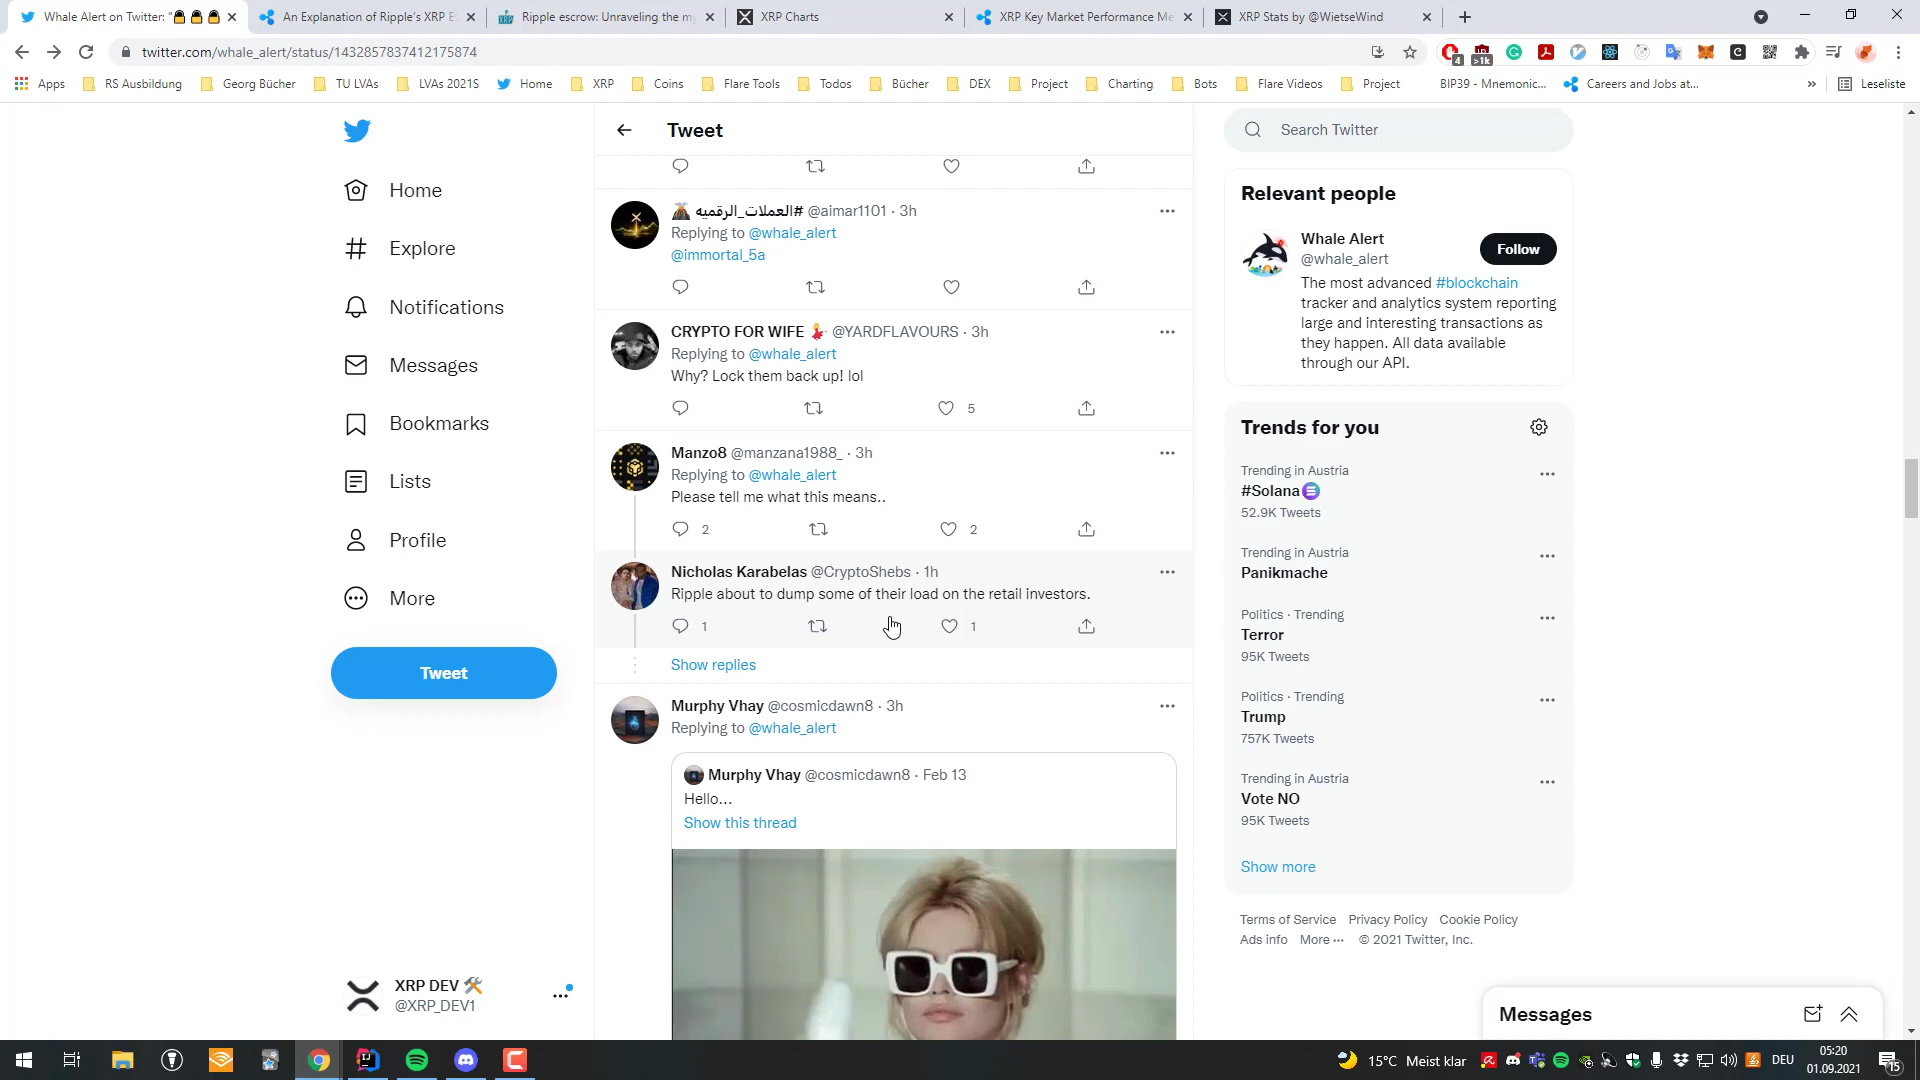 Whale Alert on Twitter: "🔒 🔒 🔒
An Explanation of Ripple's XRP E
Ripple escrow: Unraveling the my
XRP Charts
XRP Key Market Performance Me
XRP Stats by @WietseWind
twitter.com/whale_alert/status/1432857837412175874
4
>1k
Apps
RS Ausbildung
Georg Bücher
TU LVAs
LVAs 2021S
Home
XRP
Coins
Flare Tools
Todos
Bücher
DEX
Project
Charting
Bots
Flare Videos
Project
BIP39 - Mnemonic...
Careers and Jobs at...
»
Leseliste
Home
Explore
Notifications
Messages
Bookmarks
Lists
Profile
More
Tweet
XRP DEV 🛠
@XRP_DEV1
Tweet
🌋 #العملات_الرقميه @aimar1101 · 3h
Replying to @whale_alert
@immortal_5a
CRYPTO FOR WIFE 💃 @YARDFLAVOURS · 3h
Replying to @whale_alert
Why? Lock them back up! lol
5
Manzo8 @manzana1988_ · 3h
Replying to @whale_alert
Please tell me what this means..
2 2
Nicholas Karabelas @CryptoShebs · 1h
Ripple about to dump some of their load on the retail investors.
1 1
Show replies
Murphy Vhay @cosmicdawn8 · 3h
Replying to @whale_alert
Murphy Vhay @cosmicdawn8 · Feb 13
Hello...
Show this thread
Search Twitter
Relevant people
Whale Alert
@whale_alert
Follow
The most advanced #blockchain
tracker and analytics system reporting
large and interesting transactions as
they happen. All data available
through our API.
Trends for you
Trending in Austria
#Solana
52.9K Tweets
Trending in Austria
Panikmache
Politics · Trending
Terror
95K Tweets
Politics · Trending
Trump
757K Tweets
Trending in Austria
Vote NO
95K Tweets
Show more
Terms of Service Privacy Policy Cookie Policy
Ads info More ··· © 2021 Twitter, Inc.
Messages
15°C Meist klar
DEU
05:20
01.09.2021
15